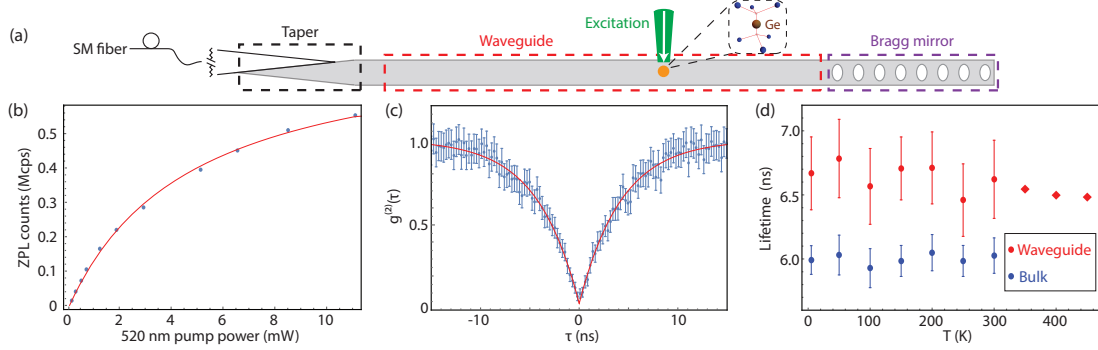 (a)
SM fiber
Taper
Waveguide
Excitation
Ge
Bragg mirror
(b)
ZPL counts (Mcps)
0.5
0.4
0.3
0.2
0.1
0
0 2 4 6 8 10
520 nm pump power (mW)
(c)
g⁽²⁾(τ)
1.0
0.5
0
-10 0 10
τ (ns)
(d)
Lifetime (ns)
7.0
6.5
6.0
Waveguide
Bulk
0 100 200 300 400
T (K)